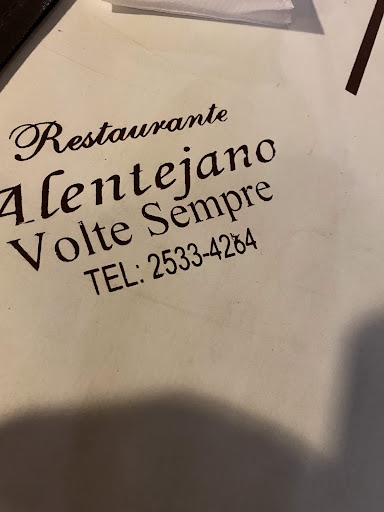 Restaurante
Alentejano
Volte Sempre
TEL: 2533-4264